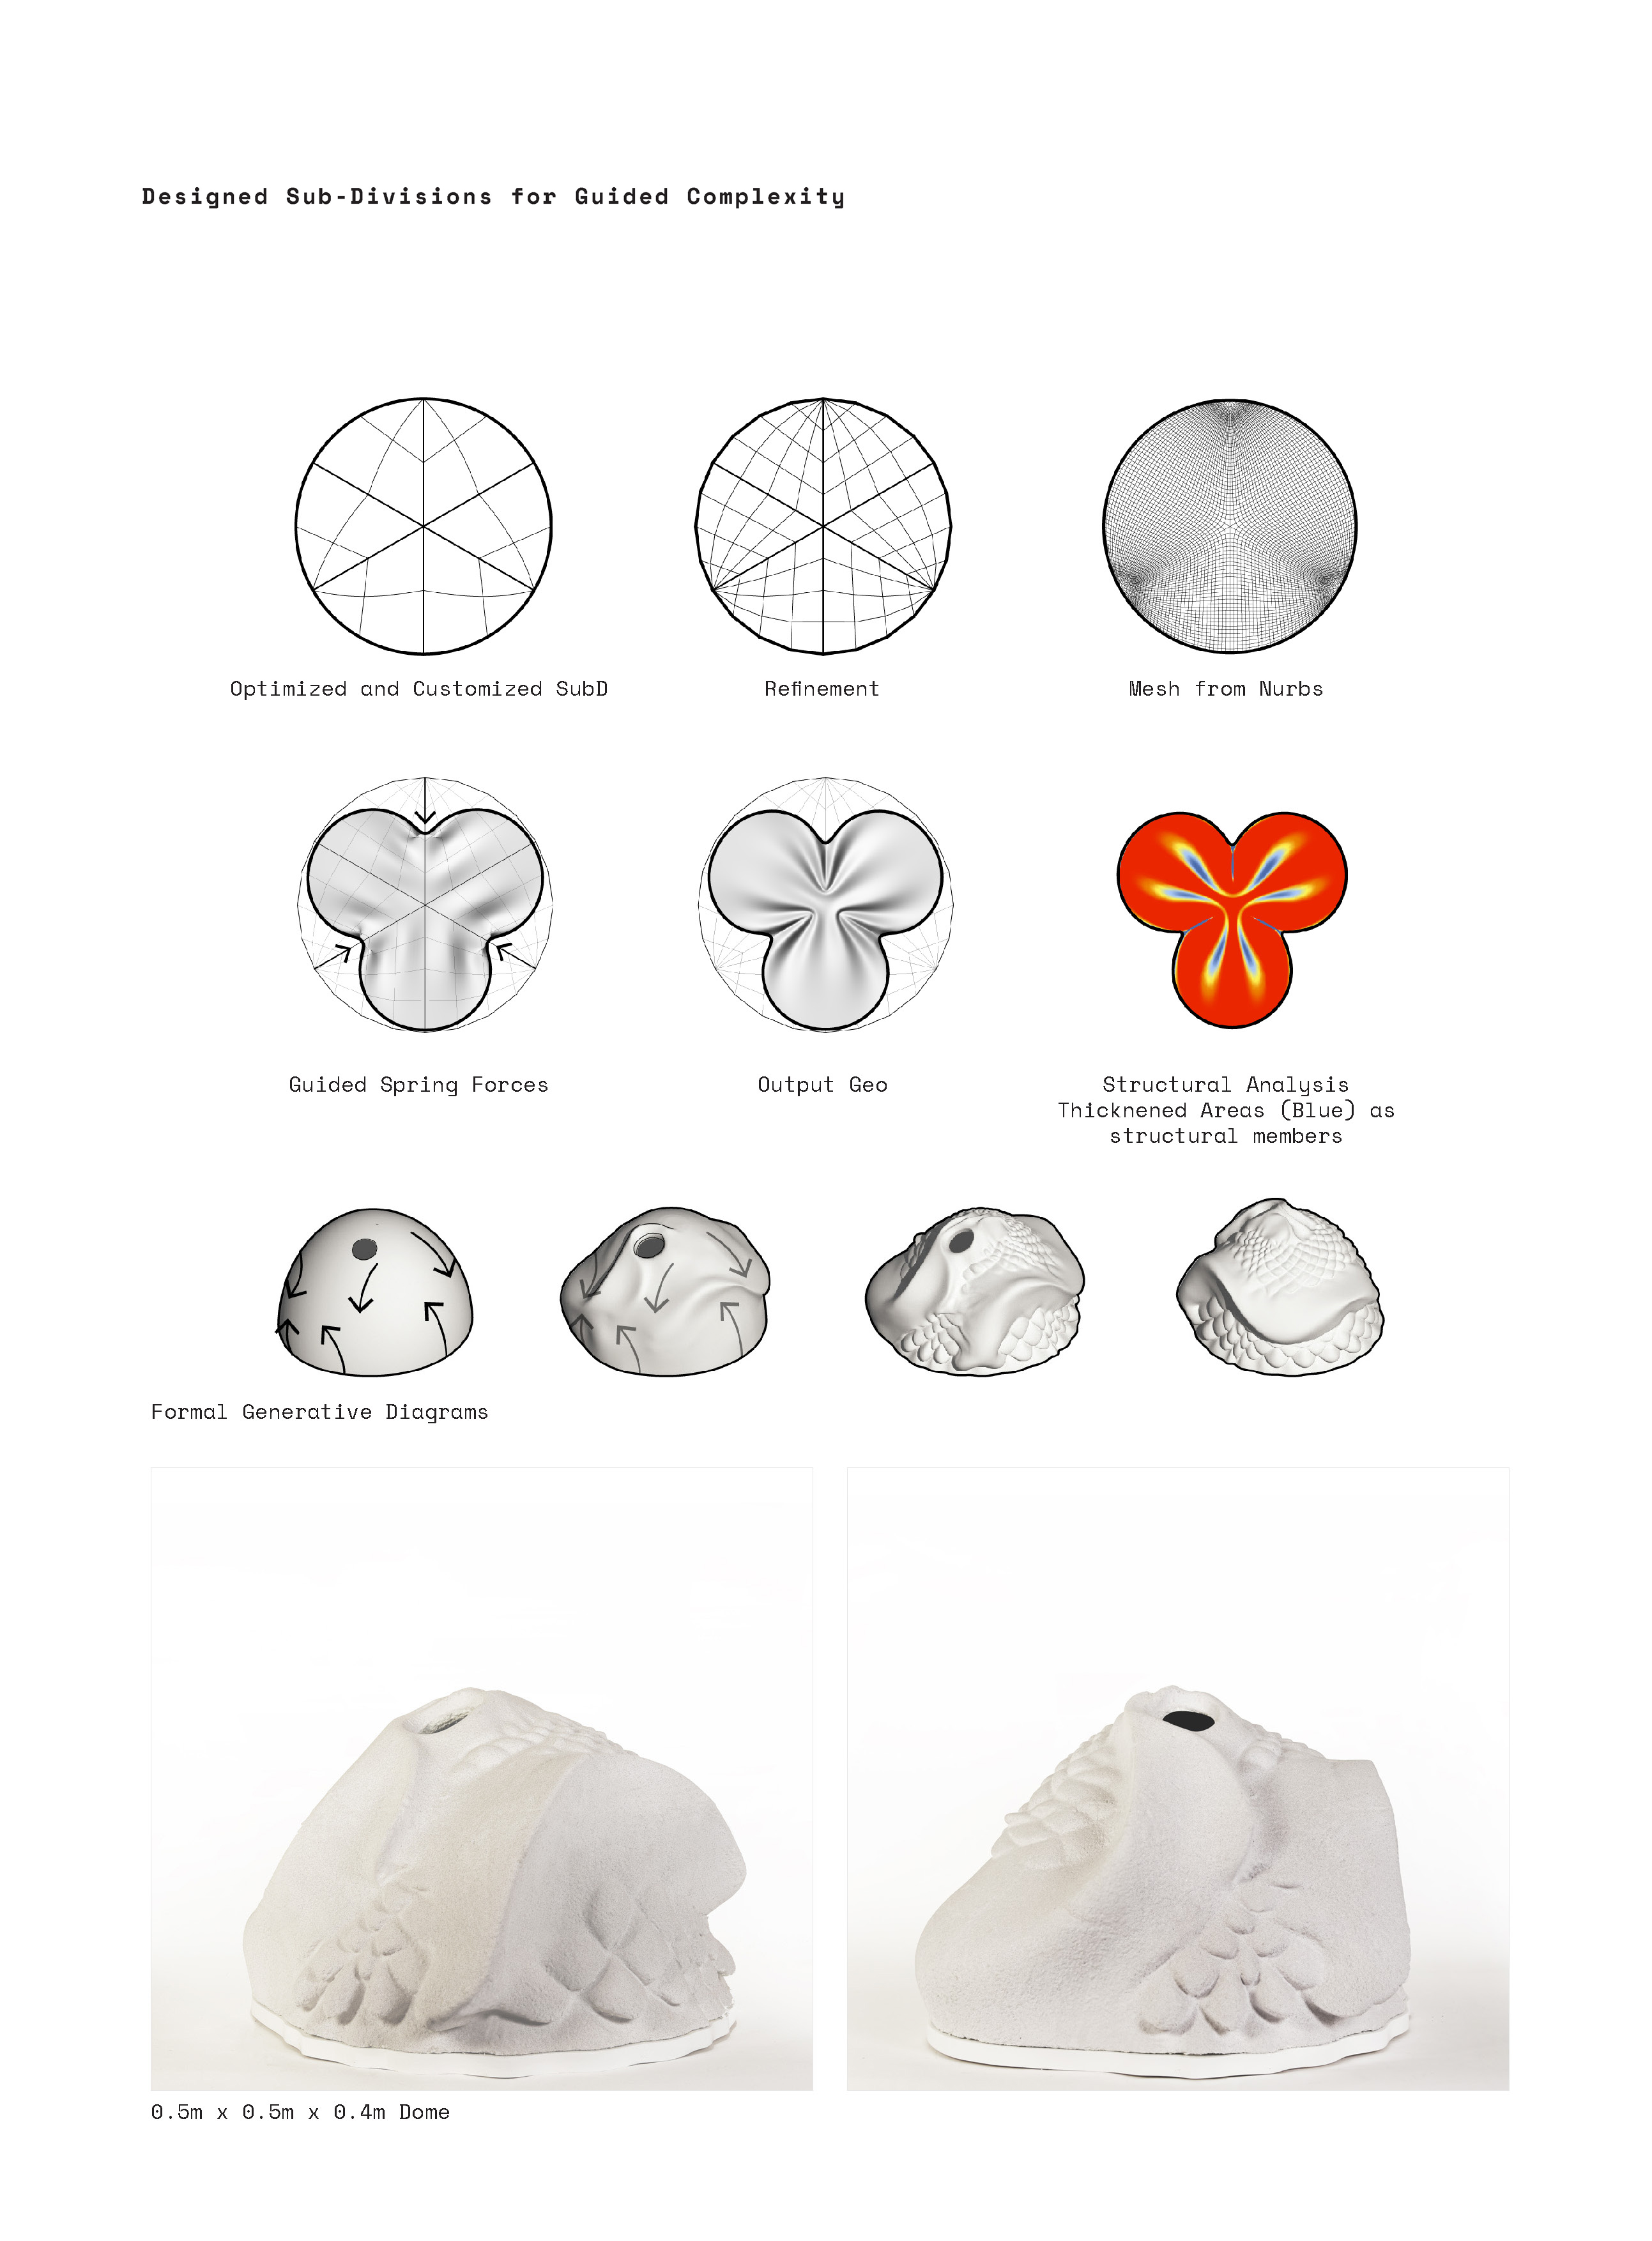 Designed Sub-Divisions for Guided Complexity
Optimized and Customized SubD
Refinement
Mesh from Nurbs
Guided Spring Forces
Output Geo
Structural Analysis
Thicknened Areas (Blue) as
structural members
Formal Generative Diagrams
0.5m x 0.5m x 0.4m Dome